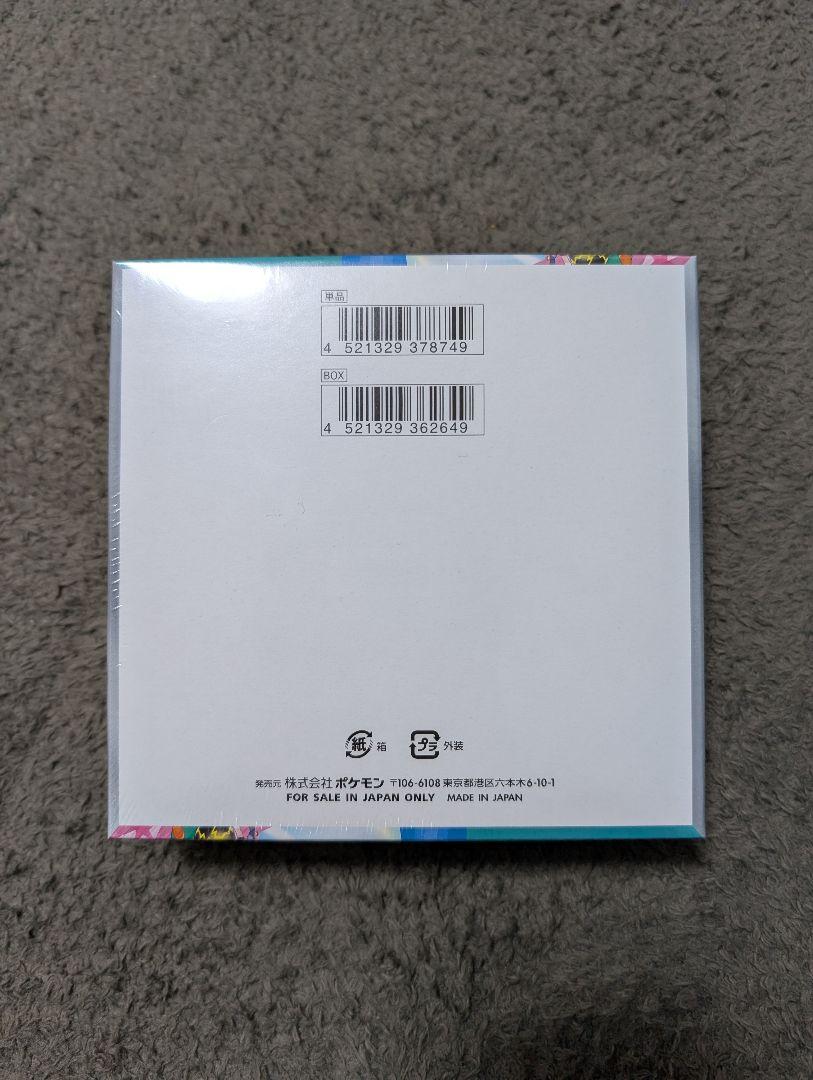 単品
4 521329 378749
BOX
4 521329 362649
紙 箱 プラ 外装
発売元 株式会社 ポケモン 〒106-6108 東京都港区六本木6-10-1
FOR SALE IN JAPAN ONLY MADE IN JAPAN